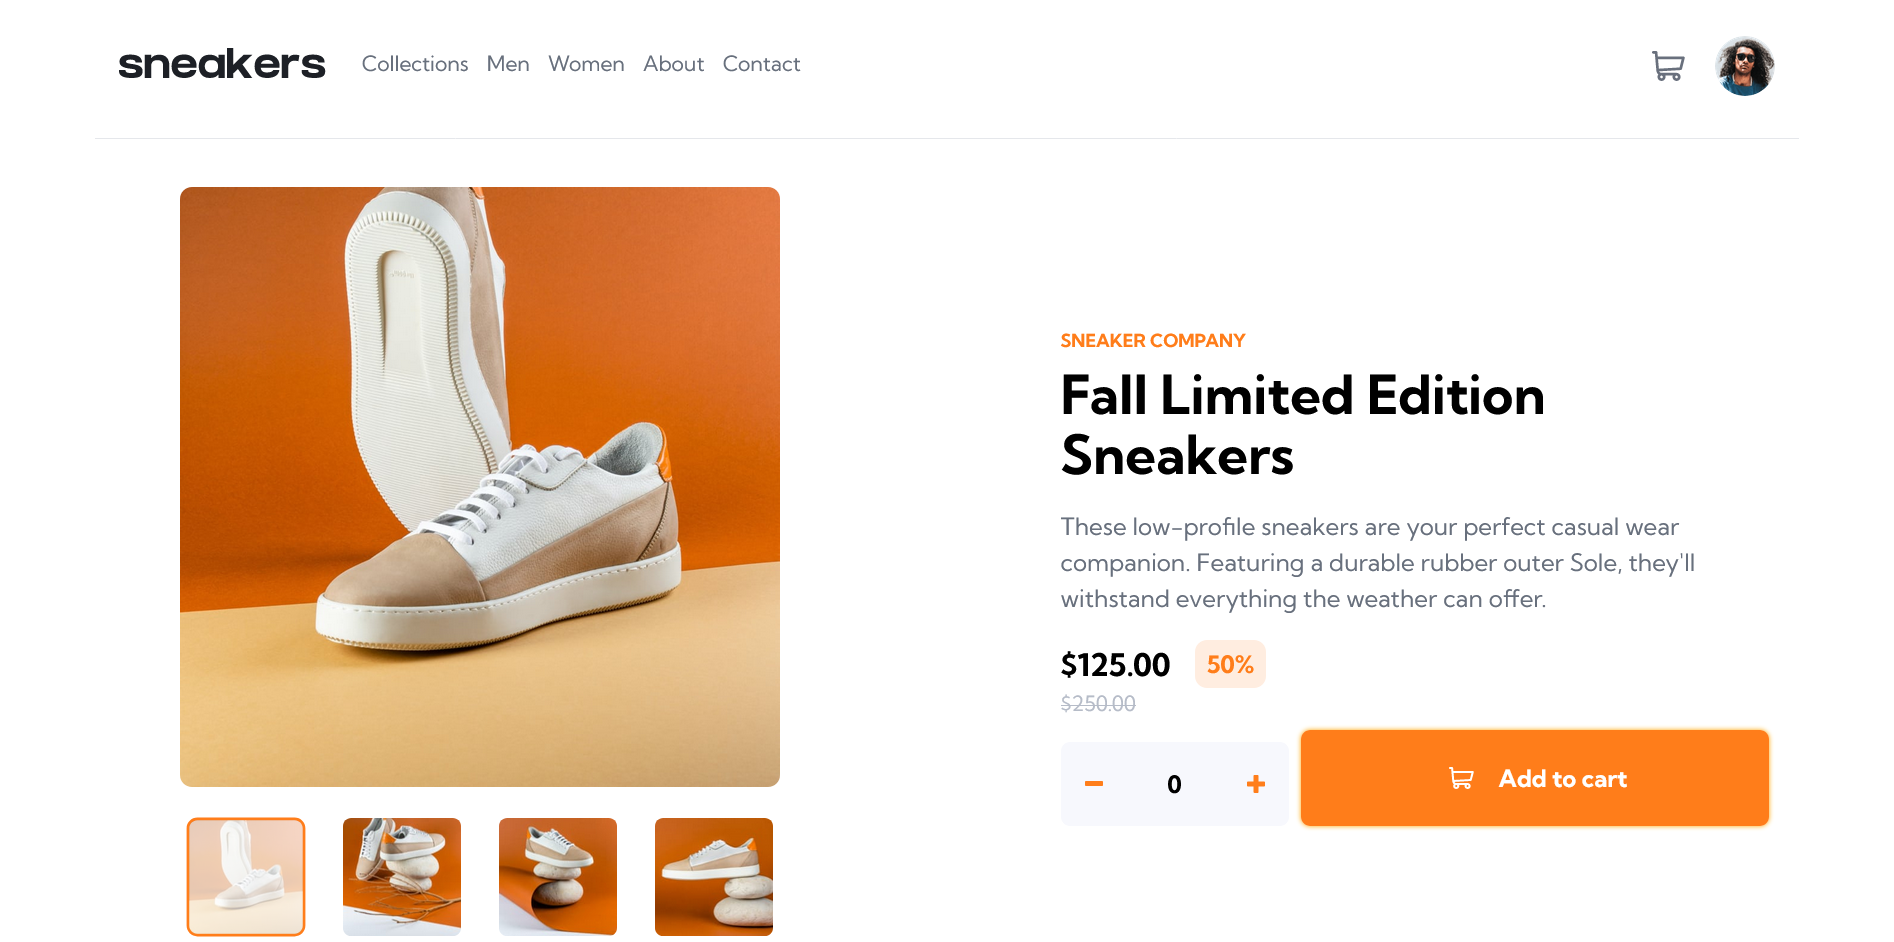 sneakers
Collections Men Women About Contact
SNEAKER COMPANY
Fall Limited Edition
Sneakers
These low-profile sneakers are your perfect casual wear
companion. Featuring a durable rubber outer Sole, they'll
withstand everything the weather can offer.
$125.00 50%
$250.00
0
Add to cart